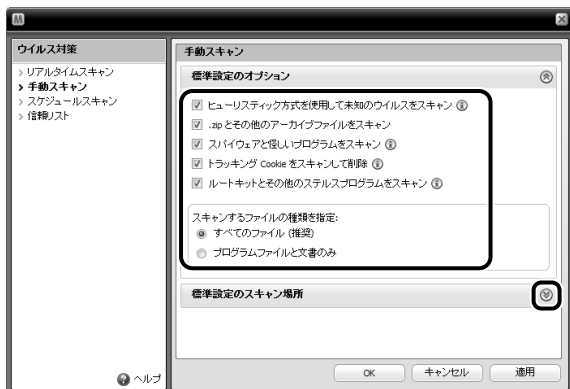 M
ウイルス対策
› リアルタイムスキャン
› 手動スキャン
› スケジュールスキャン
› 信頼リスト
ヘルプ
手動スキャン
標準設定のオプション
ヒューリスティック方式を使用して未知のウイルスをスキャン
.zip とその他のアーカイブファイルをスキャン
スパイウェアと怪しいプログラムをスキャン
トラッキング Cookie をスキャンして削除
ルートキットとその他のステルスプログラムをスキャン
スキャンするファイルの種類を指定:
すべてのファイル (推奨)
プログラムファイルと文書のみ
標準設定のスキャン場所
OK
キャンセル
適用